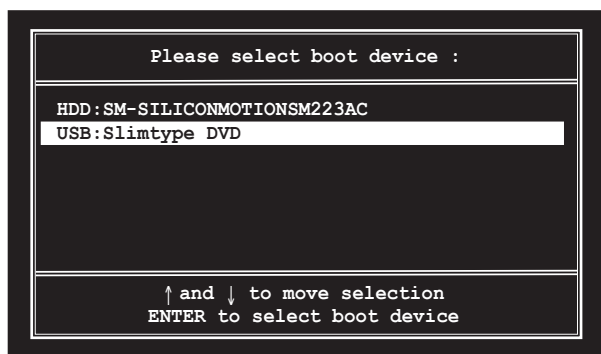 Please select boot device :
HDD:SM-SILICONMOTIONSM223AC
USB:Slimtype DVD
↑ and ↓ to move selection
ENTER to select boot device